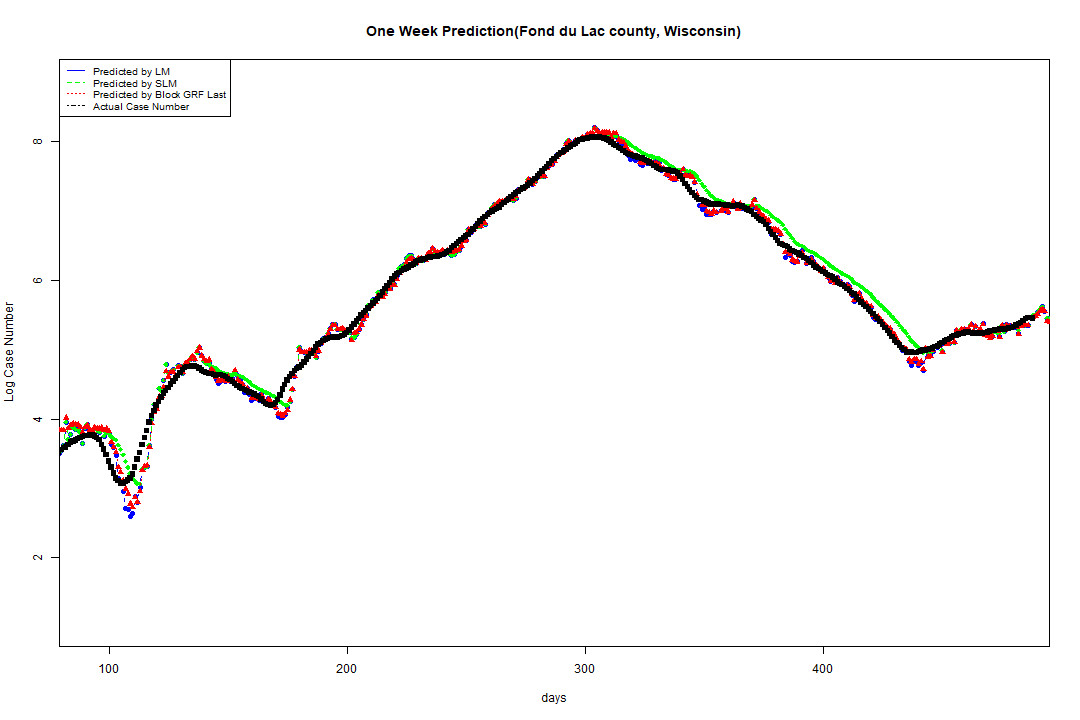 One Week Prediction(Fond du Lac county, Wisconsin)
Predicted by LM
Predicted by SLM
Predicted by Block GRF Last
Actual Case Number
8
6
4
2
Log Case Number
100 200 300 400
days